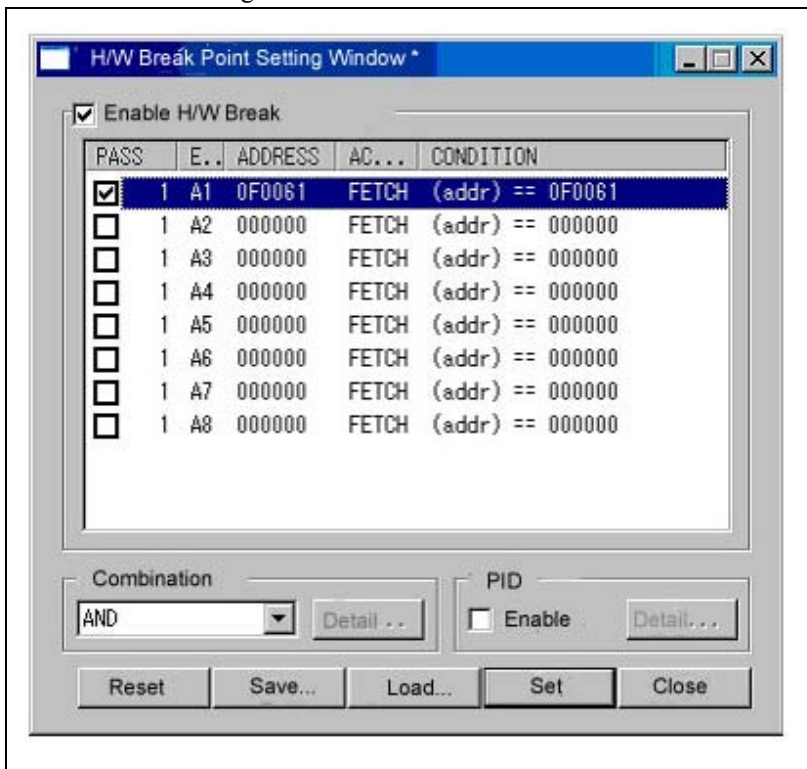 H/W Break Point Setting Window *
Enable H/W Break
PASS E.. ADDRESS AC... CONDITION
1 A1 0F0061 FETCH (addr) == 0F0061
1 A2 000000 FETCH (addr) == 000000
1 A3 000000 FETCH (addr) == 000000
1 A4 000000 FETCH (addr) == 000000
1 A5 000000 FETCH (addr) == 000000
1 A6 000000 FETCH (addr) == 000000
1 A7 000000 FETCH (addr) == 000000
1 A8 000000 FETCH (addr) == 000000
Combination PID
AND Detail . . Enable Detail...
Reset Save... Load... Set Close